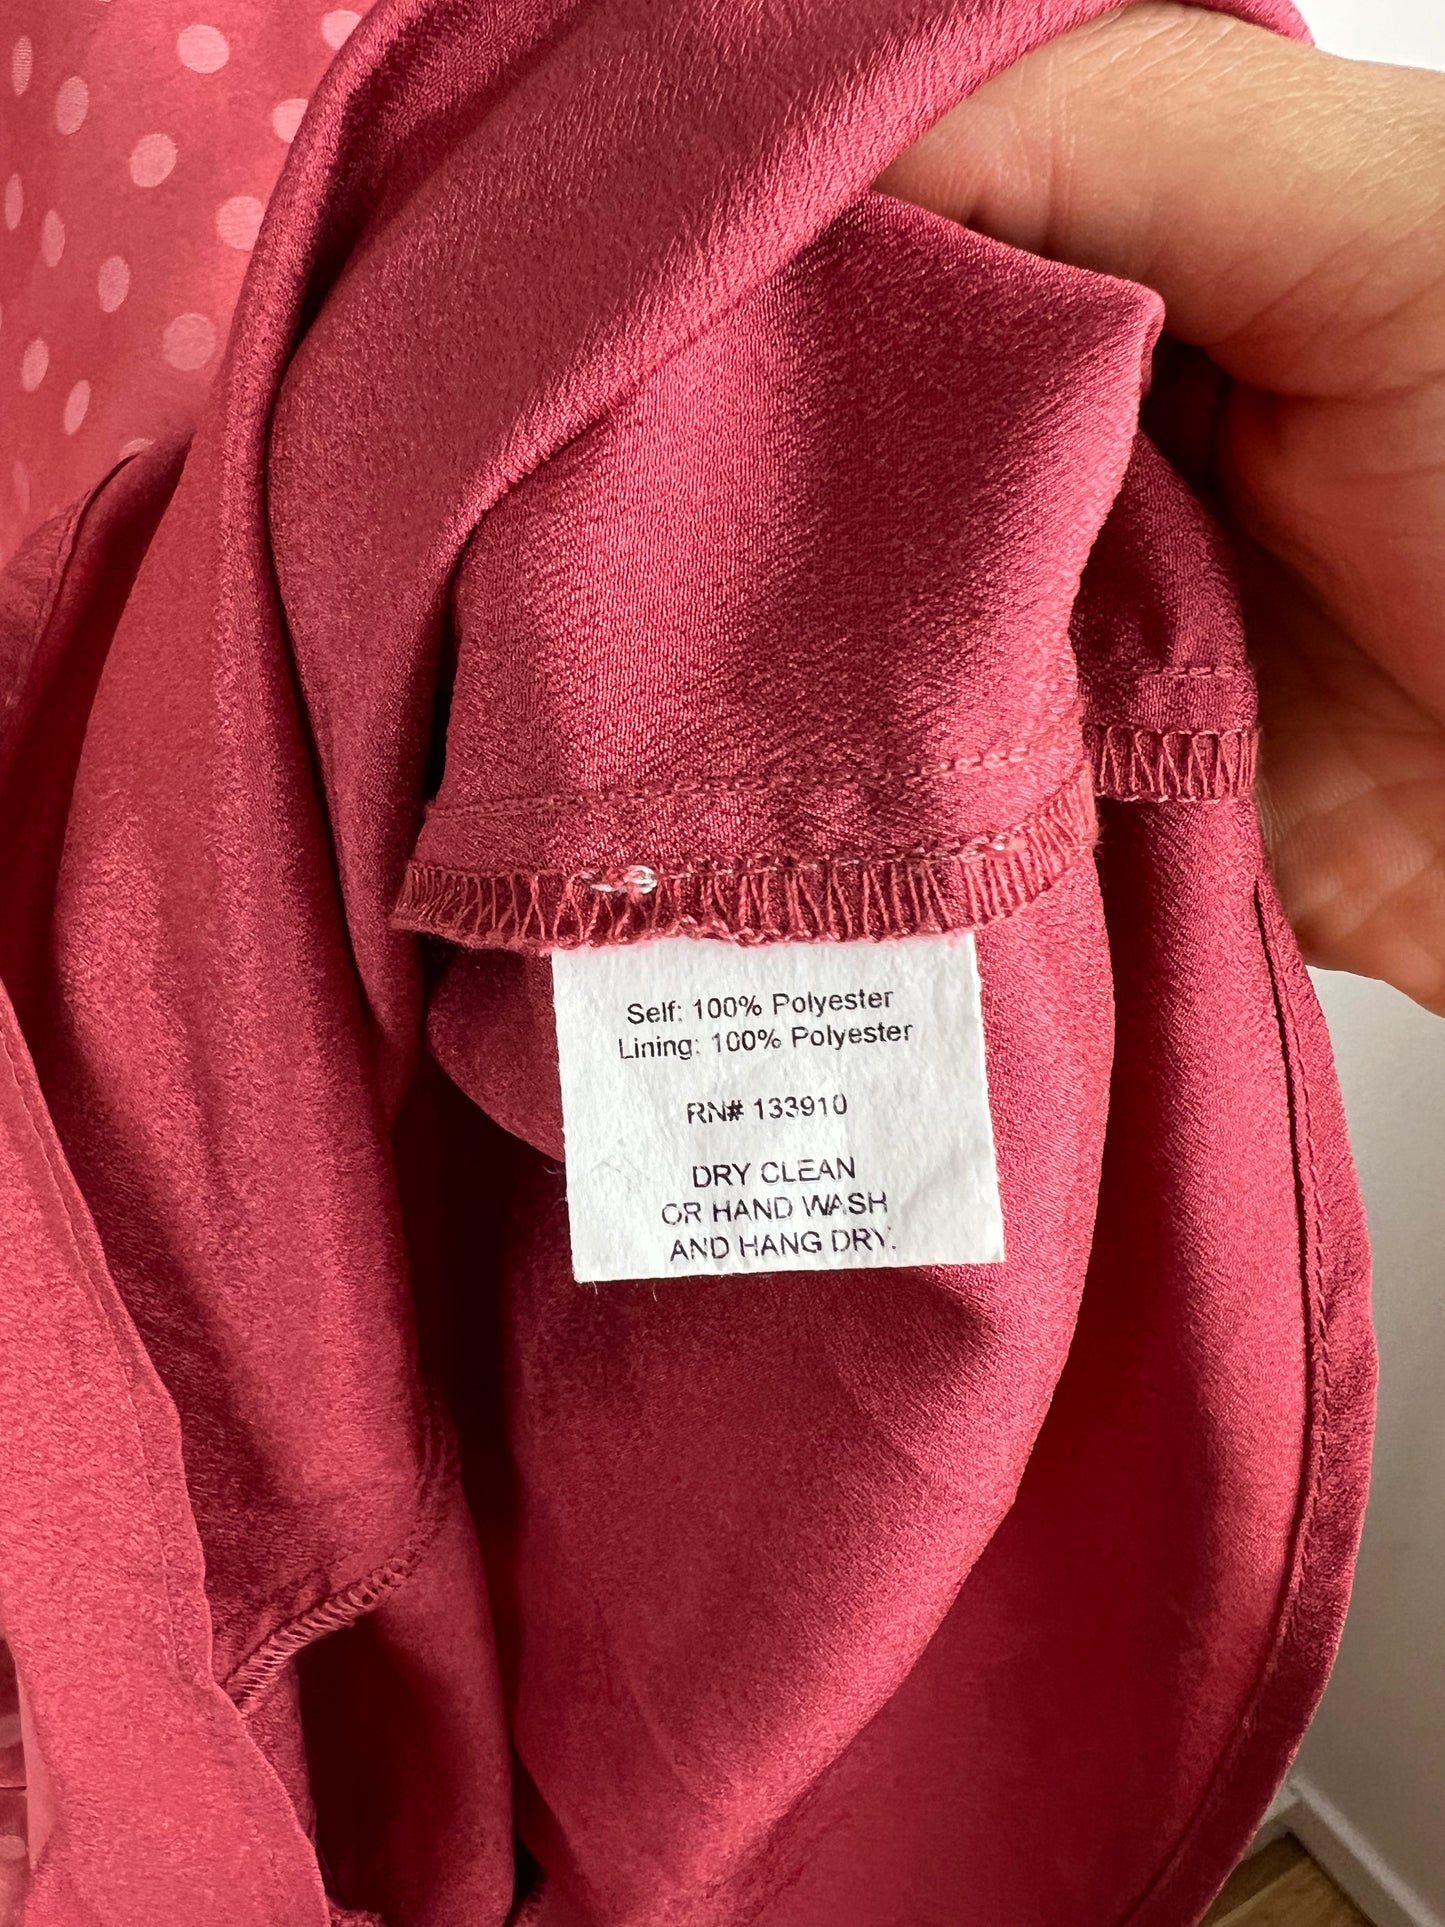 Self: 100% Polyester
Lining: 100% Polyester
RN# 133910
DRY CLEAN
OR HAND WASH
AND HANG DRY.